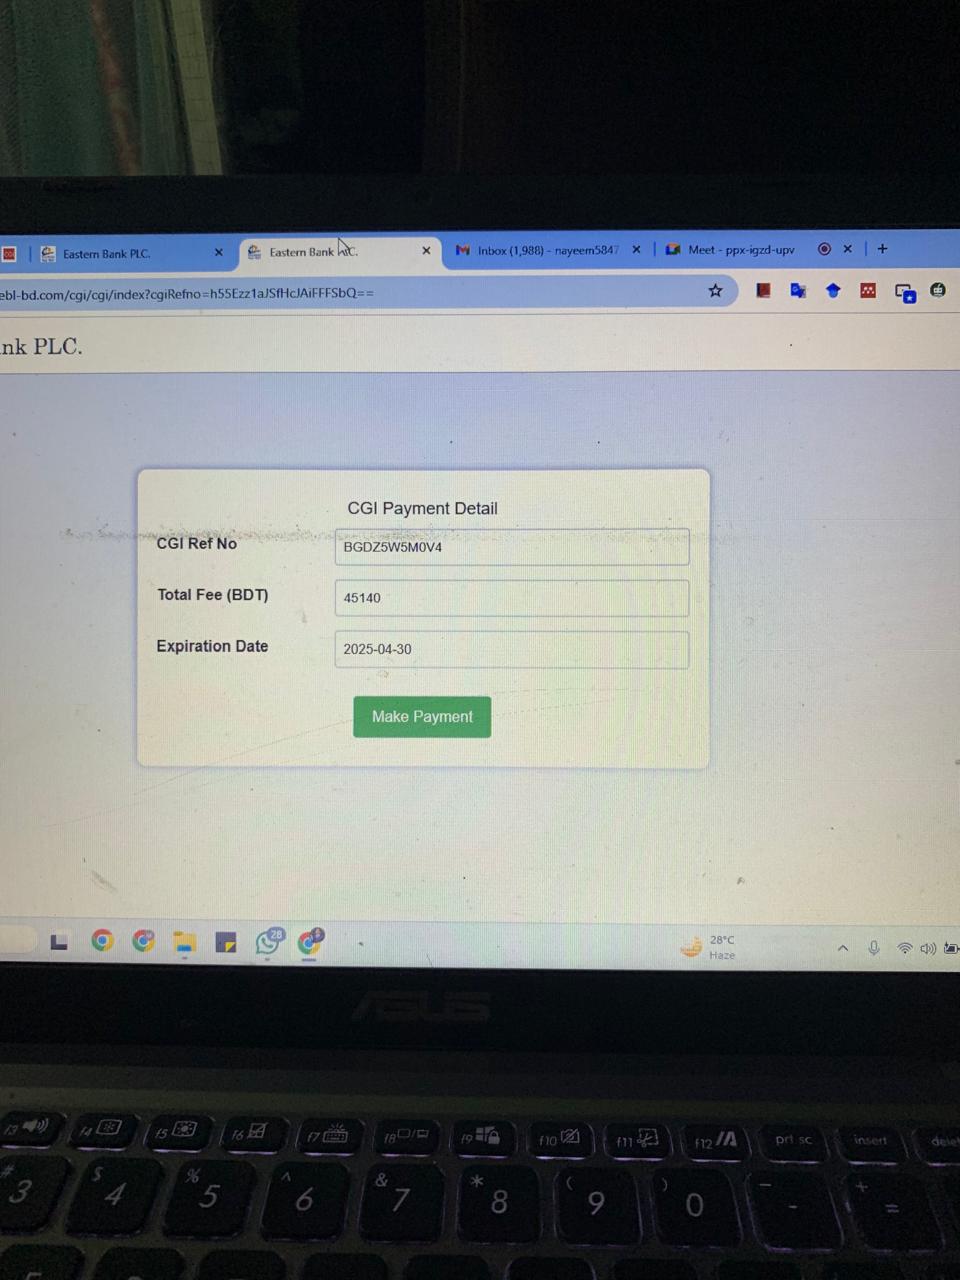 Eastern Bank PLC.
Eastern Bank PLC.
Inbox (1,988) - nayeem5847
Meet - ppx-igzd-upv
ebl-bd.com/cgi/cgi/index?cgiRefno=h55Ezz1aJSfHcJAiFFFSbQ==
nk PLC.
CGI Payment Detail
CGI Ref No
BGDZ5W5M0V4
Total Fee (BDT)
45140
Expiration Date
2025-04-30
Make Payment
28
28°C
Haze
ASUS
f3 f4 f5 f6 f7 f8 f9 f10 f11 f12 prt sc insert delet
# 3 $ 4 % 5 ^ 6 & 7 * 8 ( 9 ) 0 _ - + =